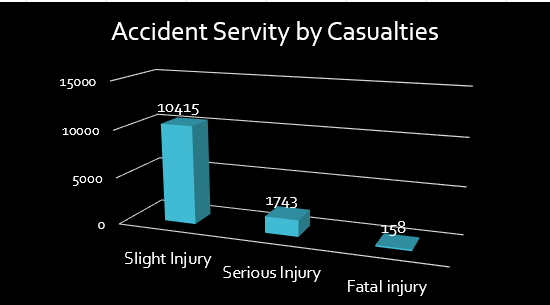 Accident Servity by Casualties
15000
10000
5000
0
10415
1743
158
Slight Injury
Serious Injury
Fatal injury